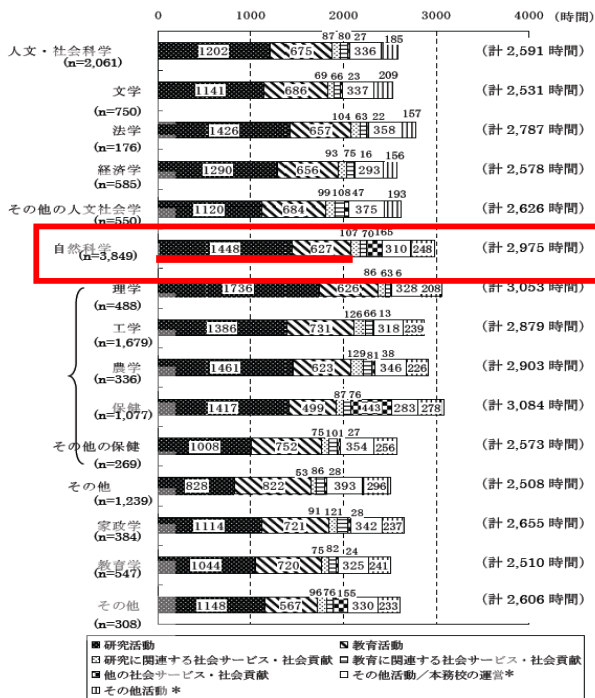 0 1000 2000 3000 4000 (時間)
人文・社会科学 1202 675 87 80 27 336 185 (計 2,591 時間)
(n=2,061)
文学 1141 686 69 66 23 337 209 (計 2,531 時間)
(n=750)
法学 1426 657 104 63 22 358 157 (計 2,787 時間)
(n=176)
経済学 1290 656 93 75 16 293 156 (計 2,578 時間)
(n=585)
その他の人文社会学 1120 684 99 108 47 375 193 (計 2,626 時間)
(n=550)
自然科学 1448 627 107 70 165 310 248 (計 2,975 時間)
(n=3,849)
理学 1736 626 86 63 6 328 208 (計 3,053 時間)
(n=488)
工学 1386 731 126 66 13 318 239 (計 2,879 時間)
(n=1,679)
農学 1461 623 129 81 38 346 226 (計 2,903 時間)
(n=336)
保健 1417 499 87 76 443 283 278 (計 3,084 時間)
(n=1,077)
その他の保健 1008 752 75 101 27 354 256 (計 2,573 時間)
(n=269)
その他 828 822 53 86 28 393 296 (計 2,508 時間)
(n=1,239)
家政学 1114 721 91 121 28 342 237 (計 2,655 時間)
(n=384)
教育学 1044 720 75 82 24 325 241 (計 2,510 時間)
(n=547)
その他 1148 567 96 76 155 330 233 (計 2,606 時間)
(n=308)
研究活動 教育活動
研究に関連する社会サービス・社会貢献 教育に関連する社会サービス・社会貢献
他の社会サービス・社会貢献 その他活動／本務校の運営*
その他活動 *